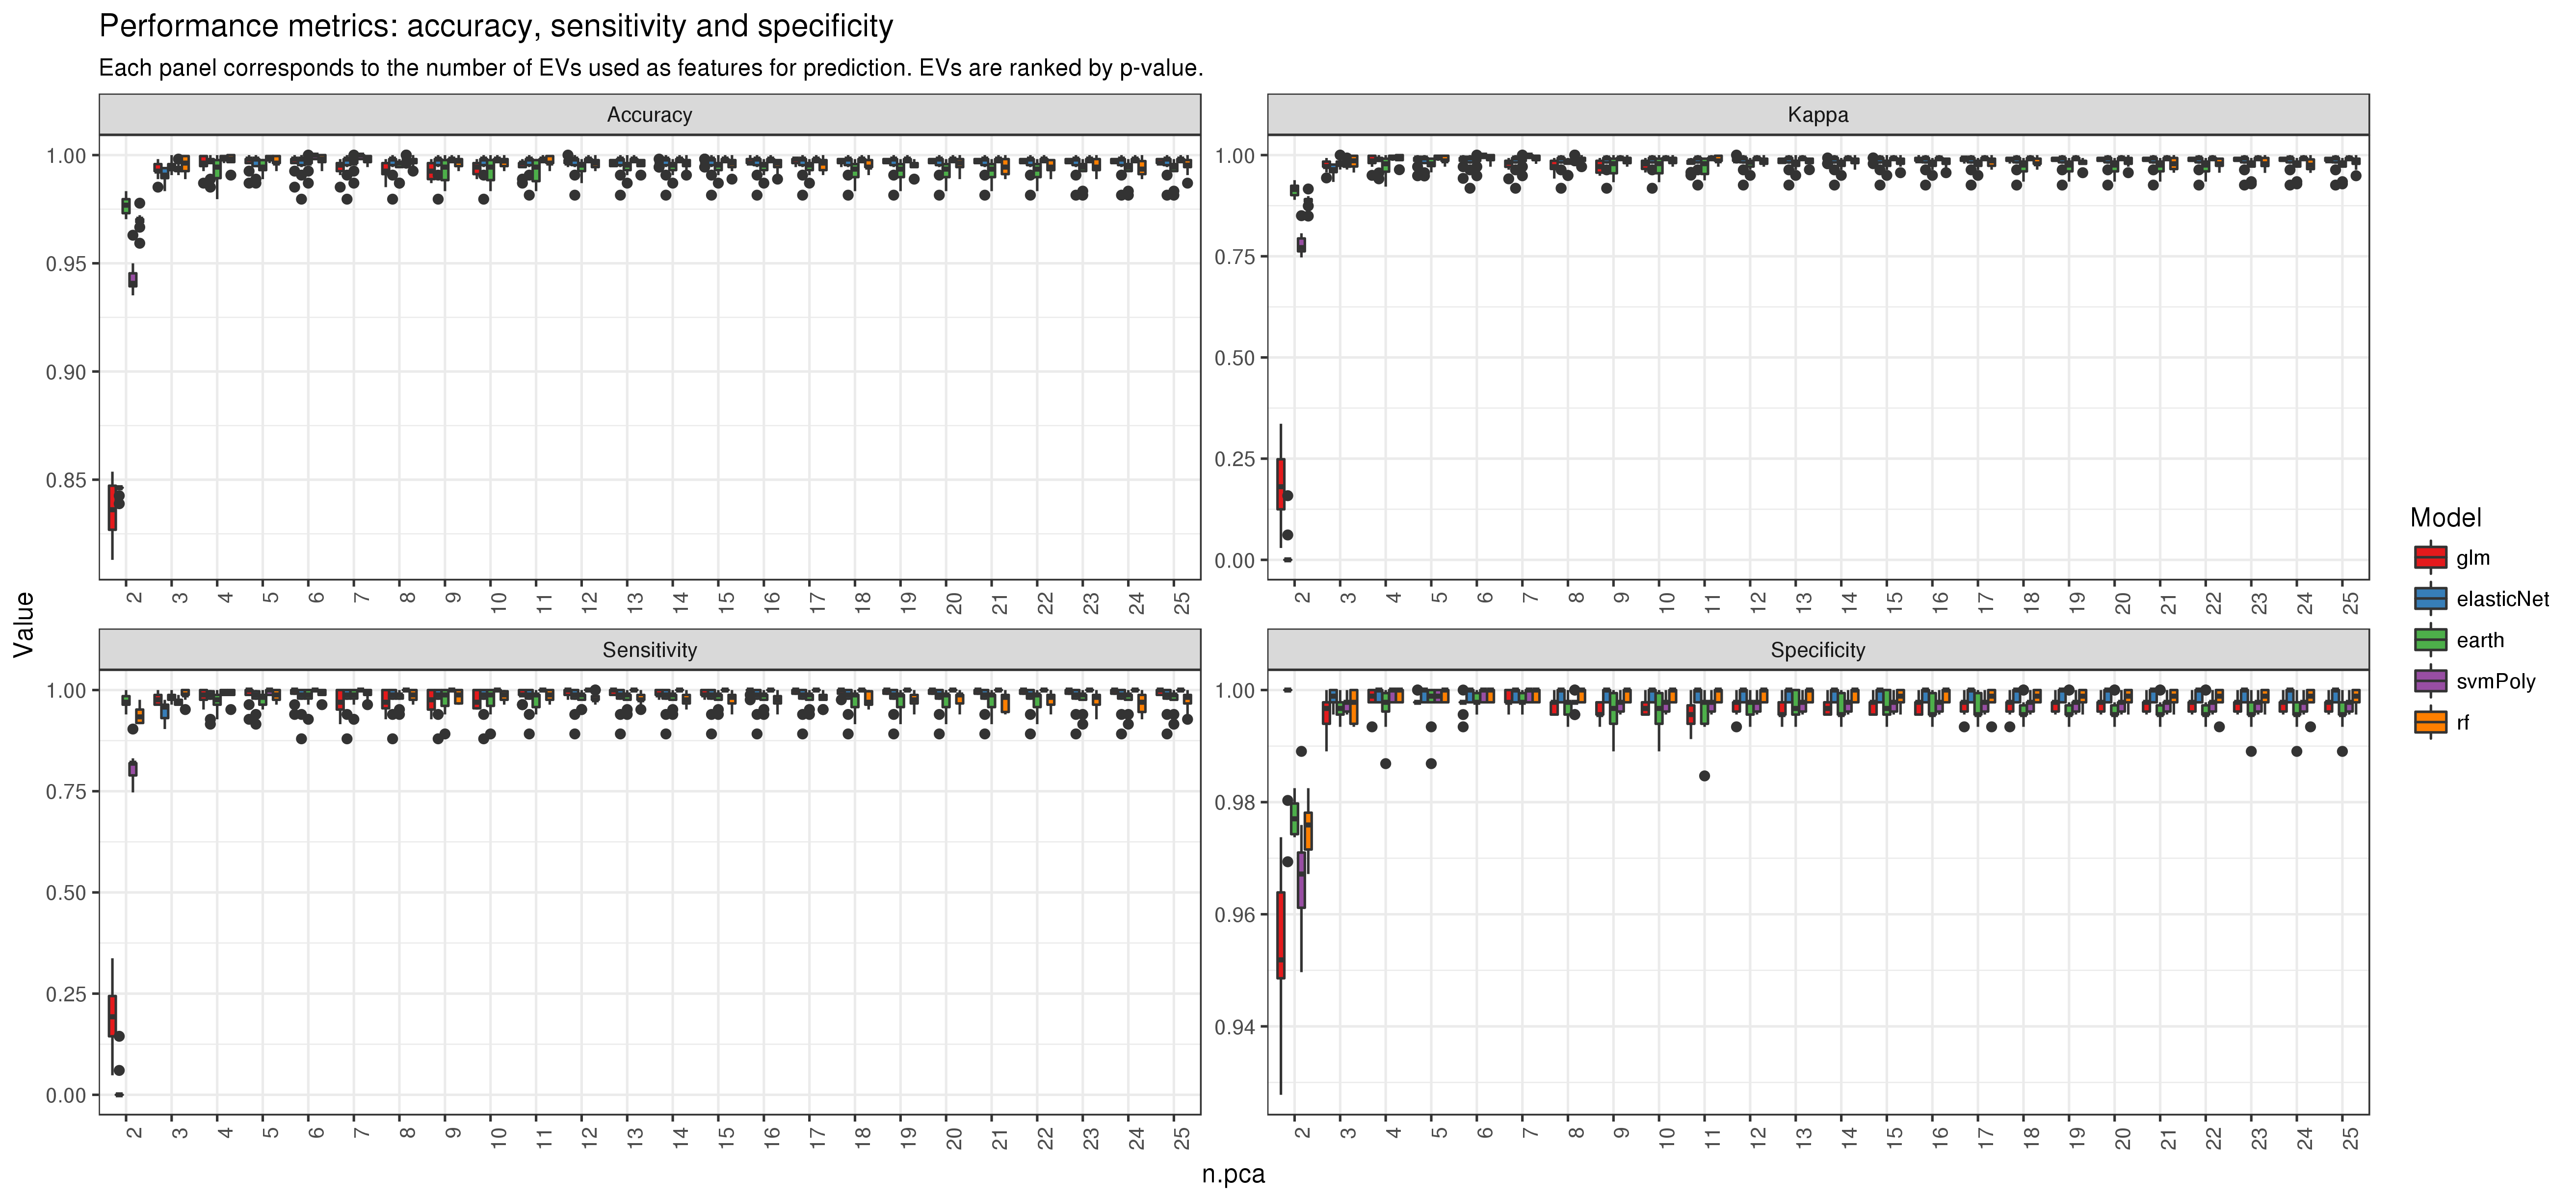 Performance metrics: accuracy, sensitivity and specificity
Each panel corresponds to the number of EVs used as features for prediction. EVs are ranked by p-value.
Accuracy
1.00
0.95
0.90
0.85
2 3 4 5 6 7 8 9 10 11 12 13 14 15 16 17 18 19 20 21 22 23 24 25
Kappa
1.00
0.75
0.50
0.25
0.00
2 3 4 5 6 7 8 9 10 11 12 13 14 15 16 17 18 19 20 21 22 23 24 25
Value
Sensitivity
1.00
0.75
0.50
0.25
0.00
2 3 4 5 6 7 8 9 10 11 12 13 14 15 16 17 18 19 20 21 22 23 24 25
Specificity
1.00
0.98
0.96
0.94
2 3 4 5 6 7 8 9 10 11 12 13 14 15 16 17 18 19 20 21 22 23 24 25
n.pca
Model
glm
elasticNet
earth
svmPoly
rf